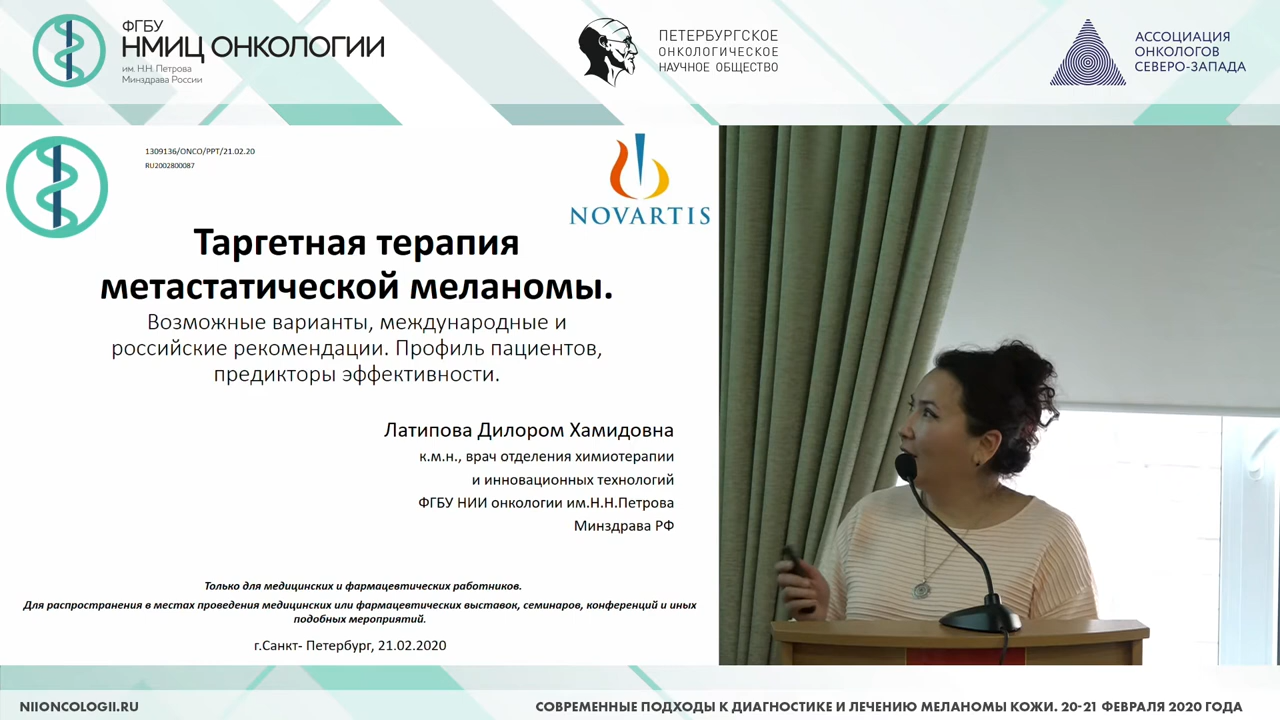 ФГБУ
НМИЦ ОНКОЛОГИИ
им. Н.Н. Петрова
Минздрава России
ПЕТЕРБУРГСКОЕ
ОНКОЛОГИЧЕСКОЕ
НАУЧНОЕ ОБЩЕСТВО
АССОЦИАЦИЯ
ОНКОЛОГОВ
СЕВЕРО-ЗАПАДА
1309136/ONCO/PPT/21.02.20
RU2002800087
NOVARTIS
Таргетная терапия
метастатической меланомы.
Возможные варианты, международные и
российские рекомендации. Профиль пациентов,
предикторы эффективности.
Латипова Дилором Хамидовна
к.м.н., врач отделения химиотерапии
и инновационных технологий
ФГБУ НИИ онкологии им.Н.Н.Петрова
Минздрава РФ
Только для медицинских и фармацевтических работников.
Для распространения в местах проведения медицинских или фармацевтических выставок, семинаров, конференций и иных
подобных мероприятий.
г.Санкт- Петербург, 21.02.2020
NIIONCOLOGII.RU
СОВРЕМЕННЫЕ ПОДХОДЫ К ДИАГНОСТИКЕ И ЛЕЧЕНИЮ МЕЛАНОМЫ КОЖИ. 20-21 ФЕВРАЛЯ 2020 ГОДА